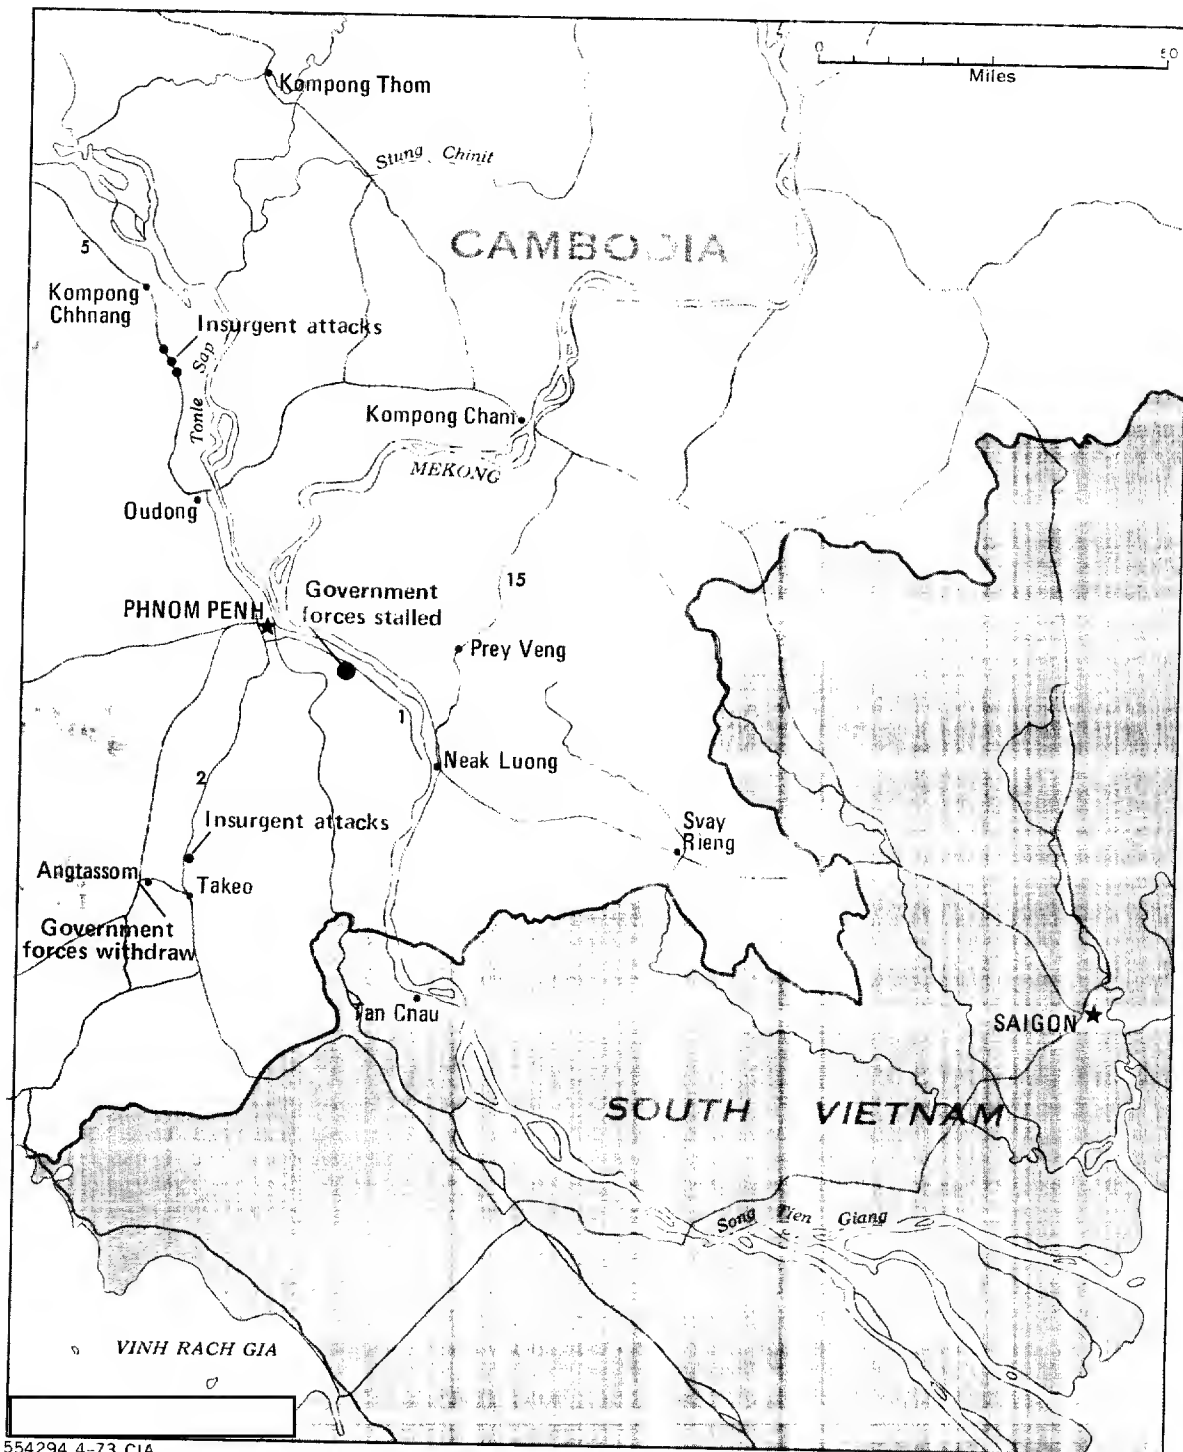 0 50
Miles
Kompong Thom
Stung Chinit
CAMBODIA
5
Kompong
Chhnang
Insurgent attacks
Tonle Sap
Kompong Cham
MEKONG
Oudong
15
Government
forces stalled
PHNOM PENH
Prey Veng
1
Neak Luong
2
Insurgent attacks
Svay
Rieng
Angtassom
Takeo
Government
forces withdraw
Tan Chau
SAIGON
SOUTH VIETNAM
Song Tien Giang
VINH RACH GIA
554294 4-73 CIA